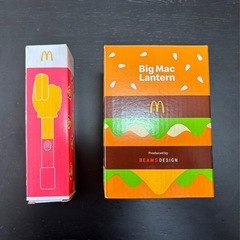 Big Mac
Lantern
Produced by
BEAMS DESIGN